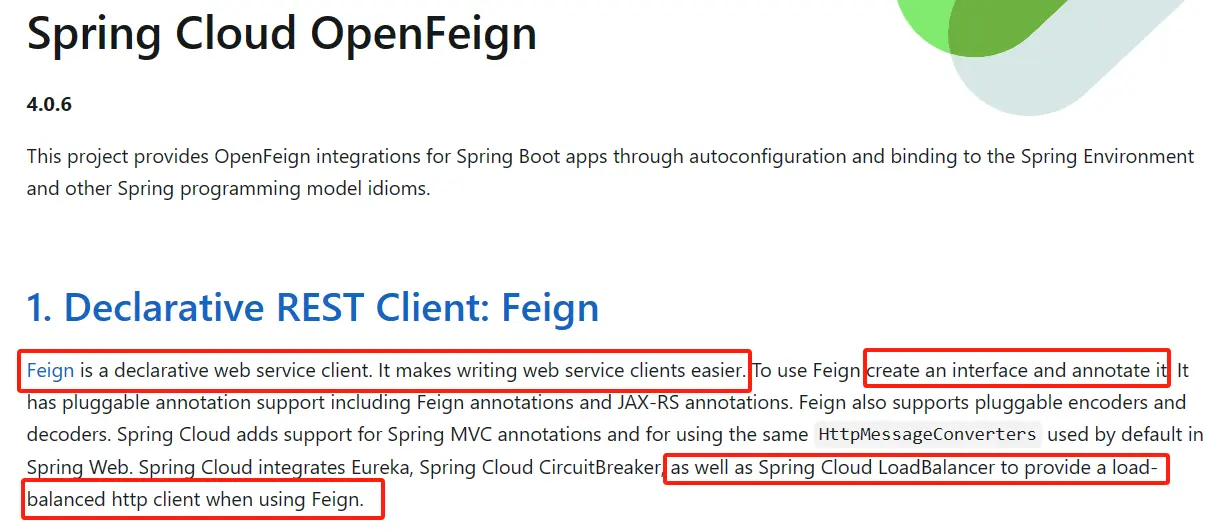 Spring Cloud OpenFeign
4.0.6
This project provides OpenFeign integrations for Spring Boot apps through autoconfiguration and binding to the Spring Environment
and other Spring programming model idioms.
1. Declarative REST Client: Feign
Feign is a declarative web service client. It makes writing web service clients easier. To use Feign create an interface and annotate it. It
has pluggable annotation support including Feign annotations and JAX-RS annotations. Feign also supports pluggable encoders and
decoders. Spring Cloud adds support for Spring MVC annotations and for using the same HttpMessageConverters used by default in
Spring Web. Spring Cloud integrates Eureka, Spring Cloud CircuitBreaker, as well as Spring Cloud LoadBalancer to provide a load-
balanced http client when using Feign.